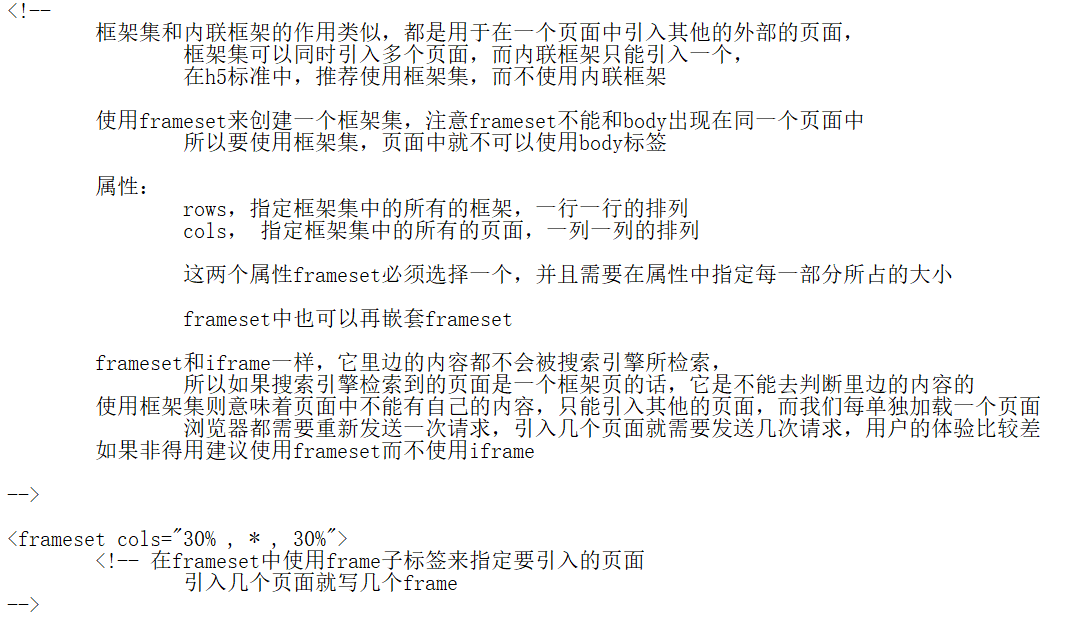 <!--
框架集和内联框架的作用类似，都是用于在一个页面中引入其他的外部的页面，
框架集可以同时引入多个页面，而内联框架只能引入一个，
在h5标准中，推荐使用框架集，而不使用内联框架
使用frameset来创建一个框架集，注意frameset不能和body出现在同一个页面中
所以要使用框架集，页面中就不可以使用body标签
属性：
rows，指定框架集中的所有的框架，一行一行的排列
cols， 指定框架集中的所有的页面，一列一列的排列
这两个属性frameset必须选择一个，并且需要在属性中指定每一部分所占的大小
frameset中也可以再嵌套frameset
frameset和iframe一样，它里边的内容都不会被搜索引擎所检索，
所以如果搜索引擎检索到的页面是一个框架页的话，它是不能去判断里边的内容的
使用框架集则意味着页面中不能有自己的内容，只能引入其他的页面，而我们每单独加载一个页面
浏览器都需要重新发送一次请求，引入几个页面就需要发送几次请求，用户的体验比较差
如果非得用建议使用frameset而不使用iframe
-->
<frameset cols="30% , * , 30%">
<!-- 在frameset中使用frame子标签来指定要引入的页面
引入几个页面就写几个frame
-->